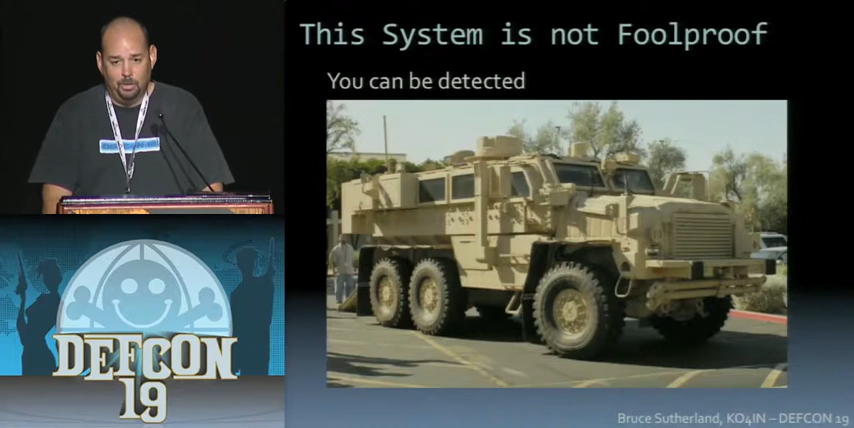 This System is not Foolproof
You can be detected
DEFCON
19
Bruce Sutherland, KO4IN – DEFCON 19